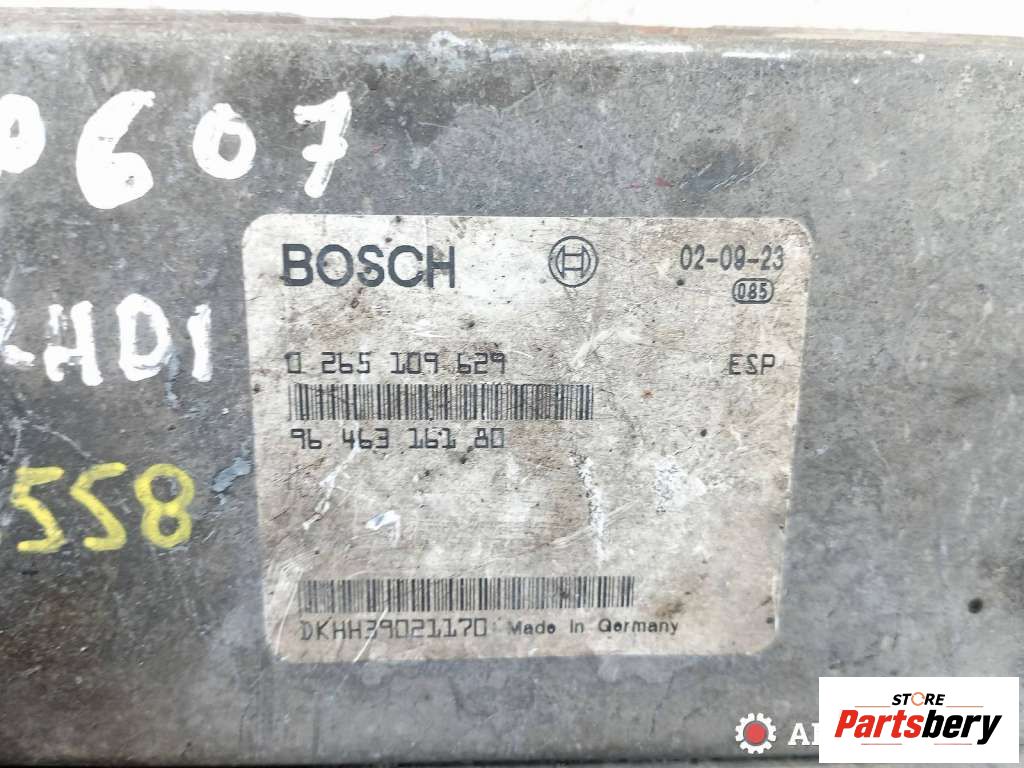 607
HDI
558
BOSCH
02-09-23
085
0 265 109 629
ESP
96 463 161 80
DKHH39021170 Made in Germany
STORE
Partsbery